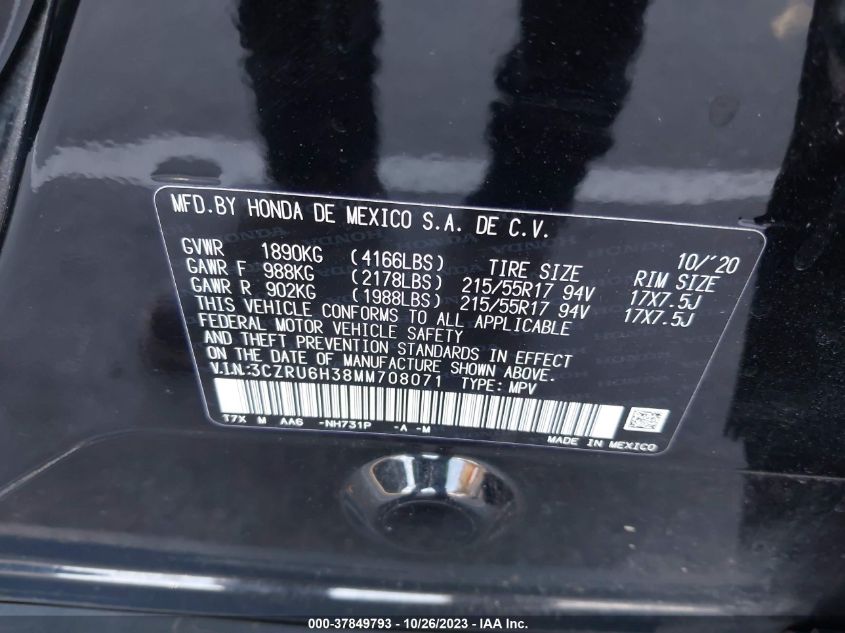 MFD.BY HONDA DE MEXICO S.A. DE C.V.
10/'20
GVWR 1890KG (4166LBS) TIRE SIZE RIM SIZE
GAWR F 988KG (2178LBS) 215/55R17 94V 17X7.5J
GAWR R 902KG (1988LBS) 215/55R17 94V 17X7.5J
THIS VEHICLE CONFORMS TO ALL APPLICABLE
FEDERAL MOTOR VEHICLE SAFETY
AND THEFT PREVENTION STANDARDS IN EFFECT
ON THE DATE OF MANUFACTURE SHOWN ABOVE.
V.I.N.:3CZRU6H38MM708071 TYPE: MPV
T7X M AA6 -NH731P -A -M
MADE IN MEXICO
000-37849793 - 10/26/2023 - IAA Inc.